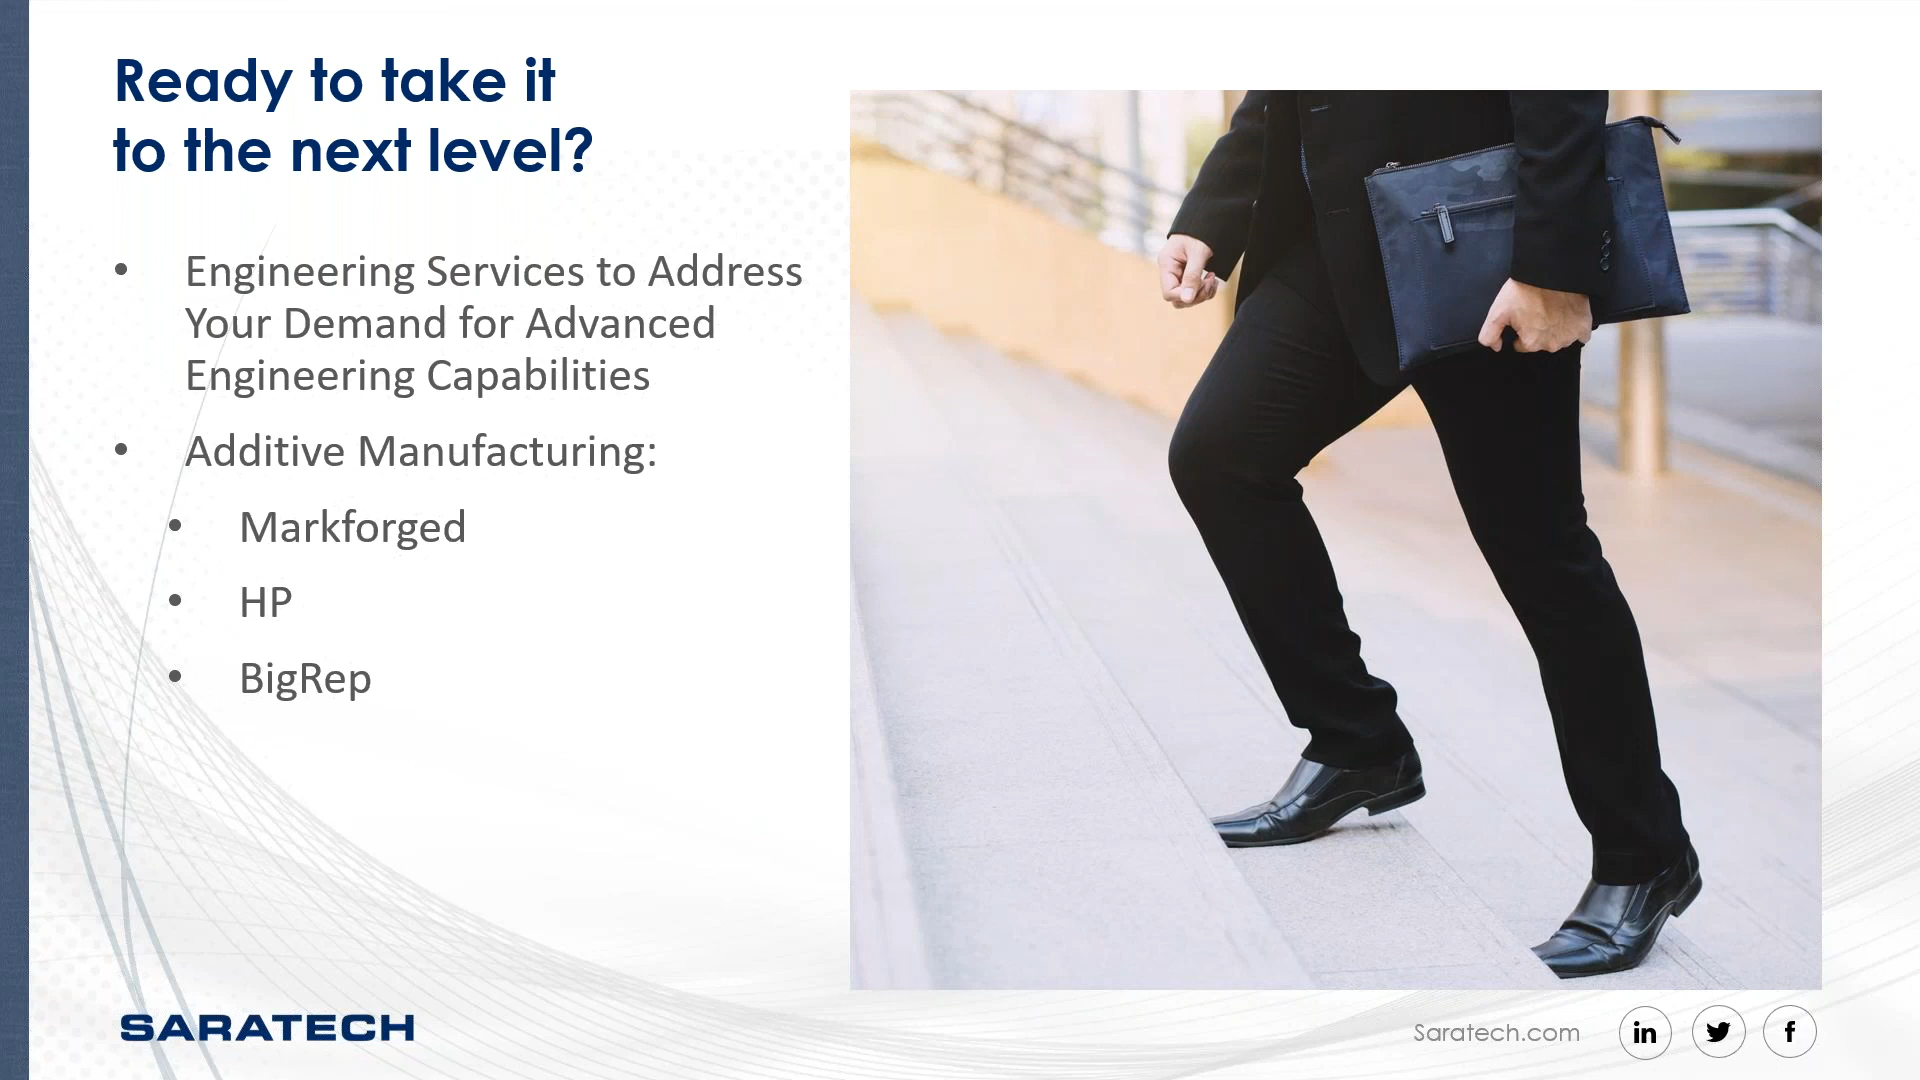 Ready to take it
to the next level?
• Engineering Services to Address
Your Demand for Advanced
Engineering Capabilities
• Additive Manufacturing:
• Markforged
• HP
• BigRep
SARATECH
Saratech.com
in
f